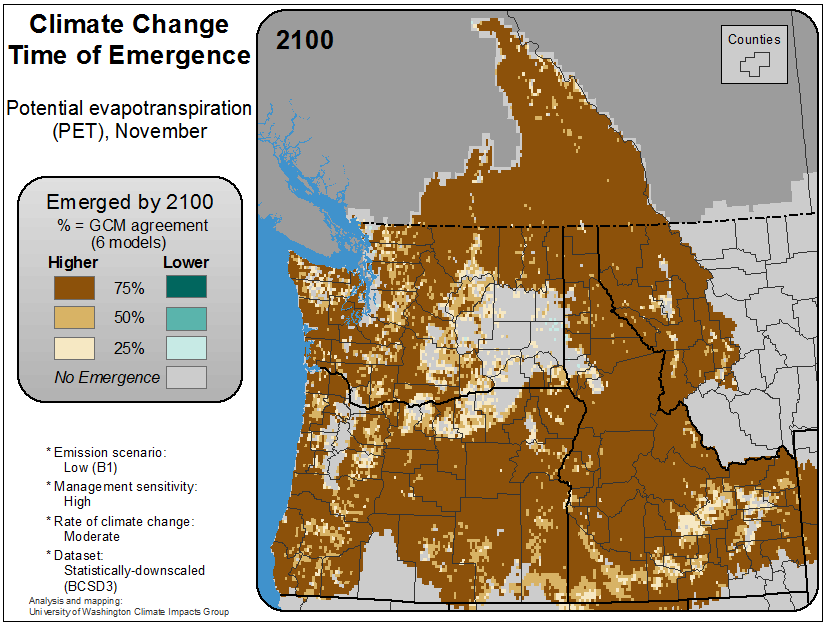 Climate Change
Time of Emergence
Potential evapotranspiration
(PET), November
Emerged by 2100
% = GCM agreement
(6 models)
Higher Lower
75%
50%
25%
No Emergence
* Emission scenario:
Low (B1)
* Management sensitivity:
High
* Rate of climate change:
Moderate
* Dataset:
Statistically-downscaled
(BCSD3)
Analysis and mapping:
University of Washington Climate Impacts Group
2100
Counties